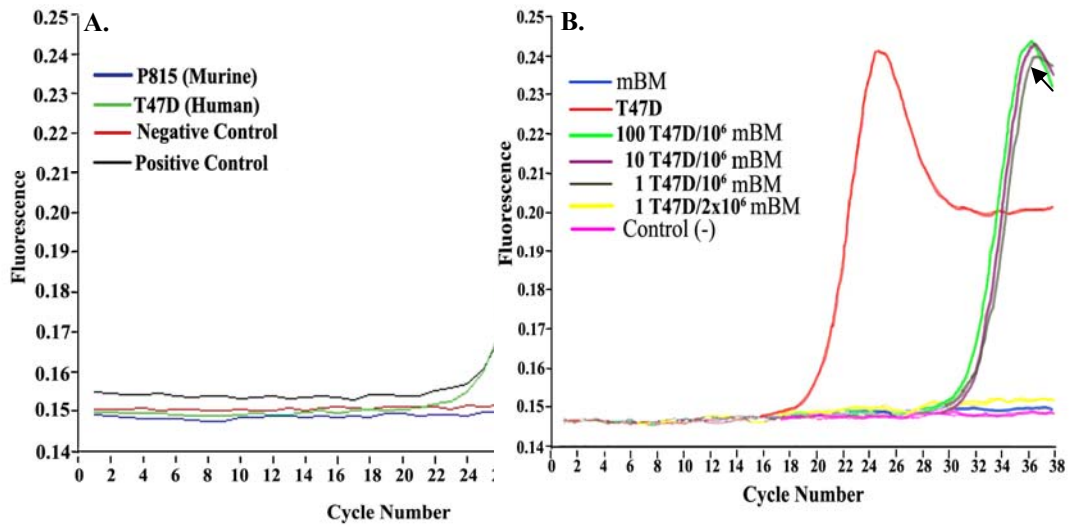 A.
0.25
0.24
0.23
0.22
0.21
0.20
0.19
0.18
0.17
0.16
0.15
0.14
Fluorescence
P815 (Murine)
T47D (Human)
Negative Control
Positive Control
0 2 4 6 8 10 12 14 16 18 20 22 24
Cycle Number
B.
0.25
0.24
0.23
0.22
0.21
0.20
0.19
0.18
0.17
0.16
0.15
0.14
Fluorescence
mBM
T47D
100 T47D/10⁶ mBM
10 T47D/10⁶ mBM
1 T47D/10⁶ mBM
1 T47D/2x10⁶ mBM
Control (-)
0 2 4 6 8 10 12 14 16 18 20 22 24 26 28 30 32 34 36 38
Cycle Number